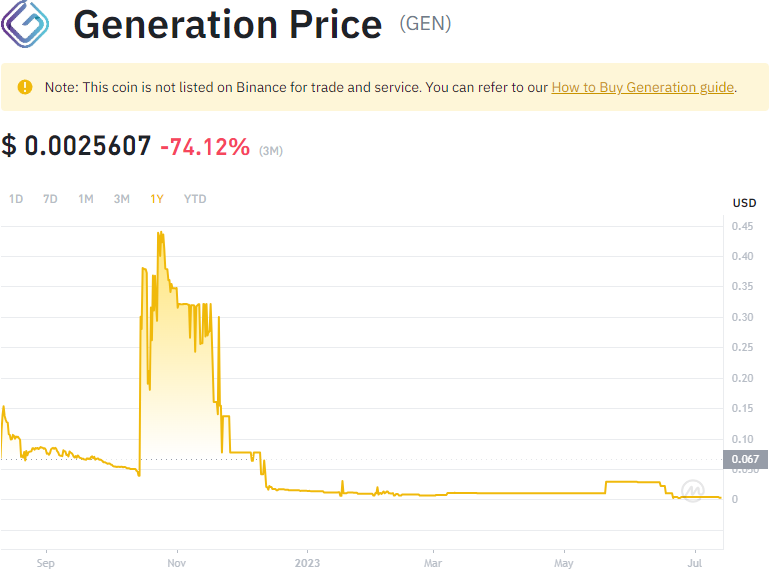 Generation Price (GEN)
Note: This coin is not listed on Binance for trade and service. You can refer to our How to Buy Generation guide.
$ 0.0025607 -74.12% (3M)
1D 7D 1M 3M 1Y YTD
USD
0.45
0.40
0.35
0.30
0.25
0.20
0.15
0.10
0.067
0.050
0
Sep Nov 2023 Mar May Jul